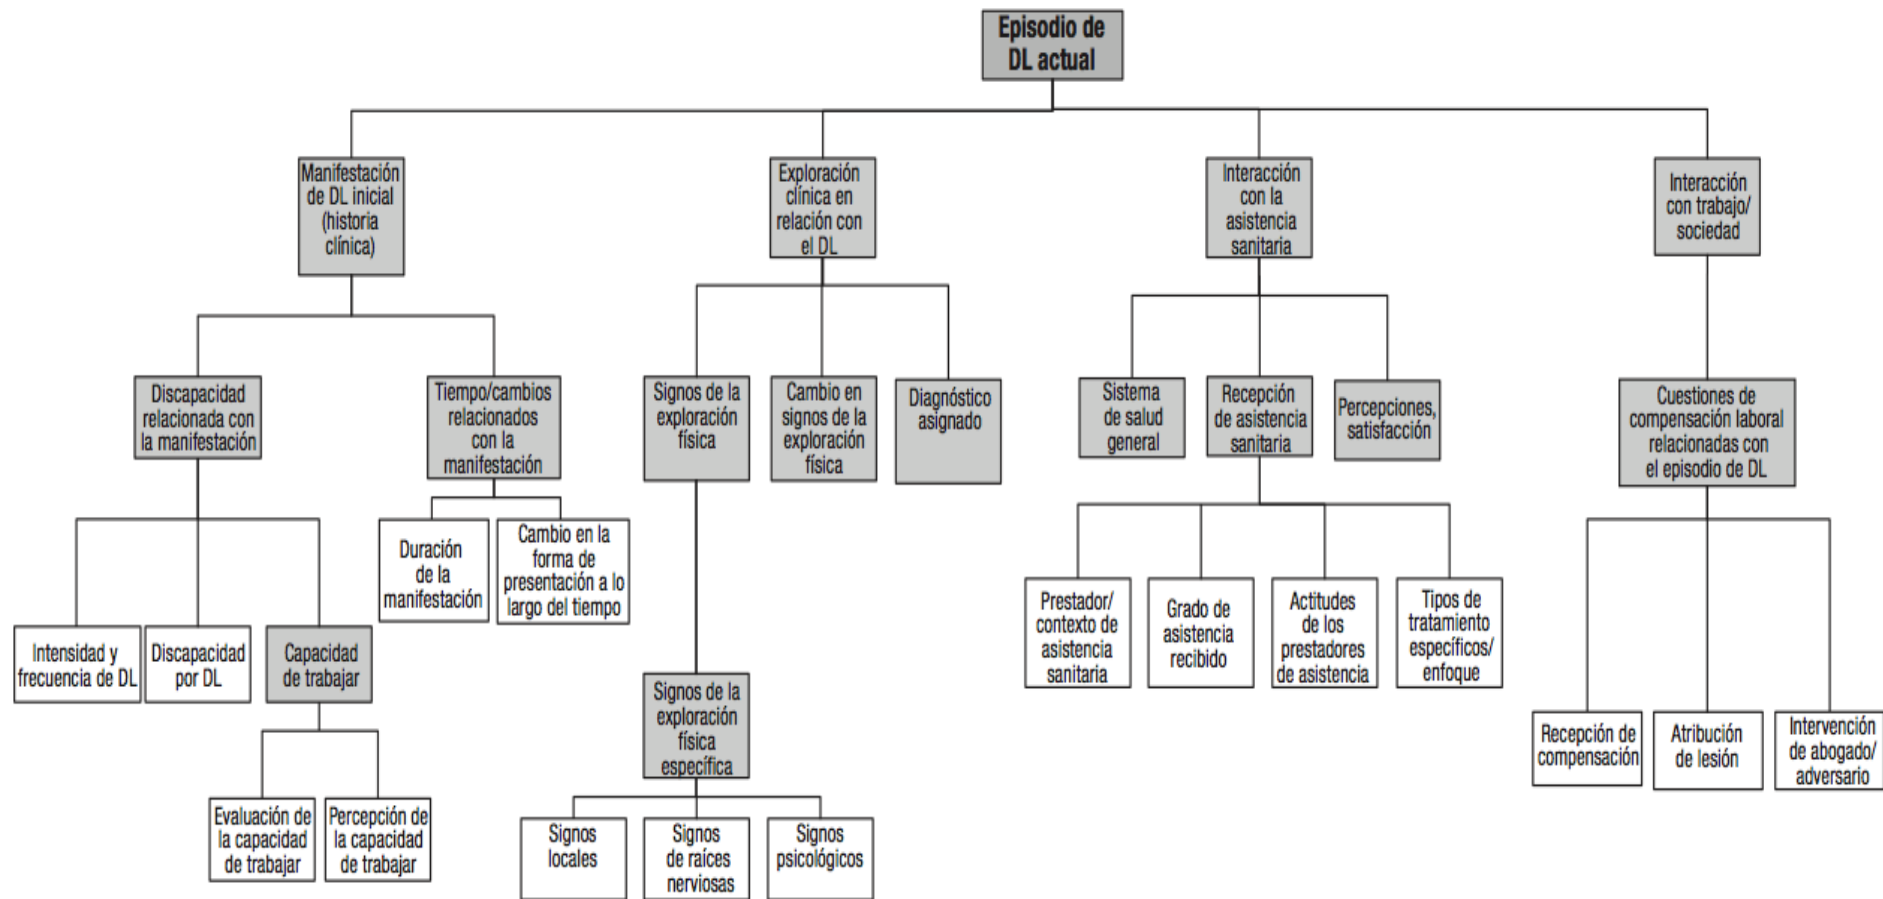 Episodio de
DL actual
Manifestación
de DL inicial
(historia
clínica)
Exploración
clínica en
relación con
el DL
Interacción
con la
asistencia
sanitaria
Interacción
con trabajo/
sociedad
Discapacidad
relacionada con
la manifestación
Tiempo/cambios
relacionados
con la
manifestación
Signos de la
exploración
física
Cambio en
signos de la
exploración
física
Diagnóstico
asignado
Sistema
de salud
general
Recepción
de asistencia
sanitaria
Percepciones,
satisfacción
Cuestiones de
compensación laboral
relacionadas con
el episodio de DL
Intensidad y
frecuencia de DL
Discapacidad
por DL
Capacidad
de trabajar
Duración
de la
manifestación
Cambio en la
forma de
presentación a lo
largo del tiempo
Signos de la
exploración
física
específica
Prestador/
contexto de
asistencia
sanitaria
Grado de
asistencia
recibido
Actitudes
de los
prestadores
de asistencia
Tipos de
tratamiento
específicos/
enfoque
Recepción de
compensación
Atribución
de lesión
Intervención
de abogado/
adversario
Evaluación de
la capacidad
de trabajar
Percepción de
la capacidad
de trabajar
Signos
locales
Signos
de raíces
nerviosas
Signos
psicológicos